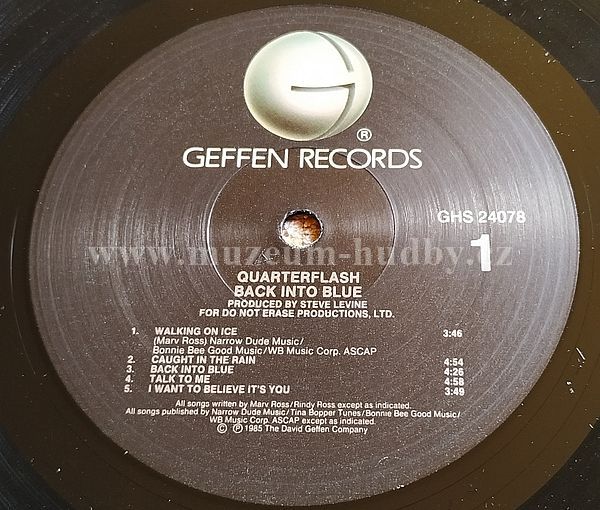 G
®
GEFFEN RECORDS
GHS 24078
1
www.muzeum-hudby.cz
QUARTERFLASH
BACK INTO BLUE
PRODUCED BY STEVE LEVINE
FOR DO NOT ERASE PRODUCTIONS, LTD.
1. WALKING ON ICE 3:46
(Marv Ross) Narrow Dude Music/
Bonnie Bee Good Music/WB Music Corp. ASCAP
2. CAUGHT IN THE RAIN 4:54
3. BACK INTO BLUE 4:26
4. TALK TO ME 4:58
5. I WANT TO BELIEVE IT'S YOU 3:49
All songs written by Marv Ross/Rindy Ross except as indicated.
All songs published by Narrow Dude Music/Tina Bopper Tunes/Bonnie Bee Good Music/
WB Music Corp. ASCAP except as indicated.
© ℗ 1985 The David Geffen Company